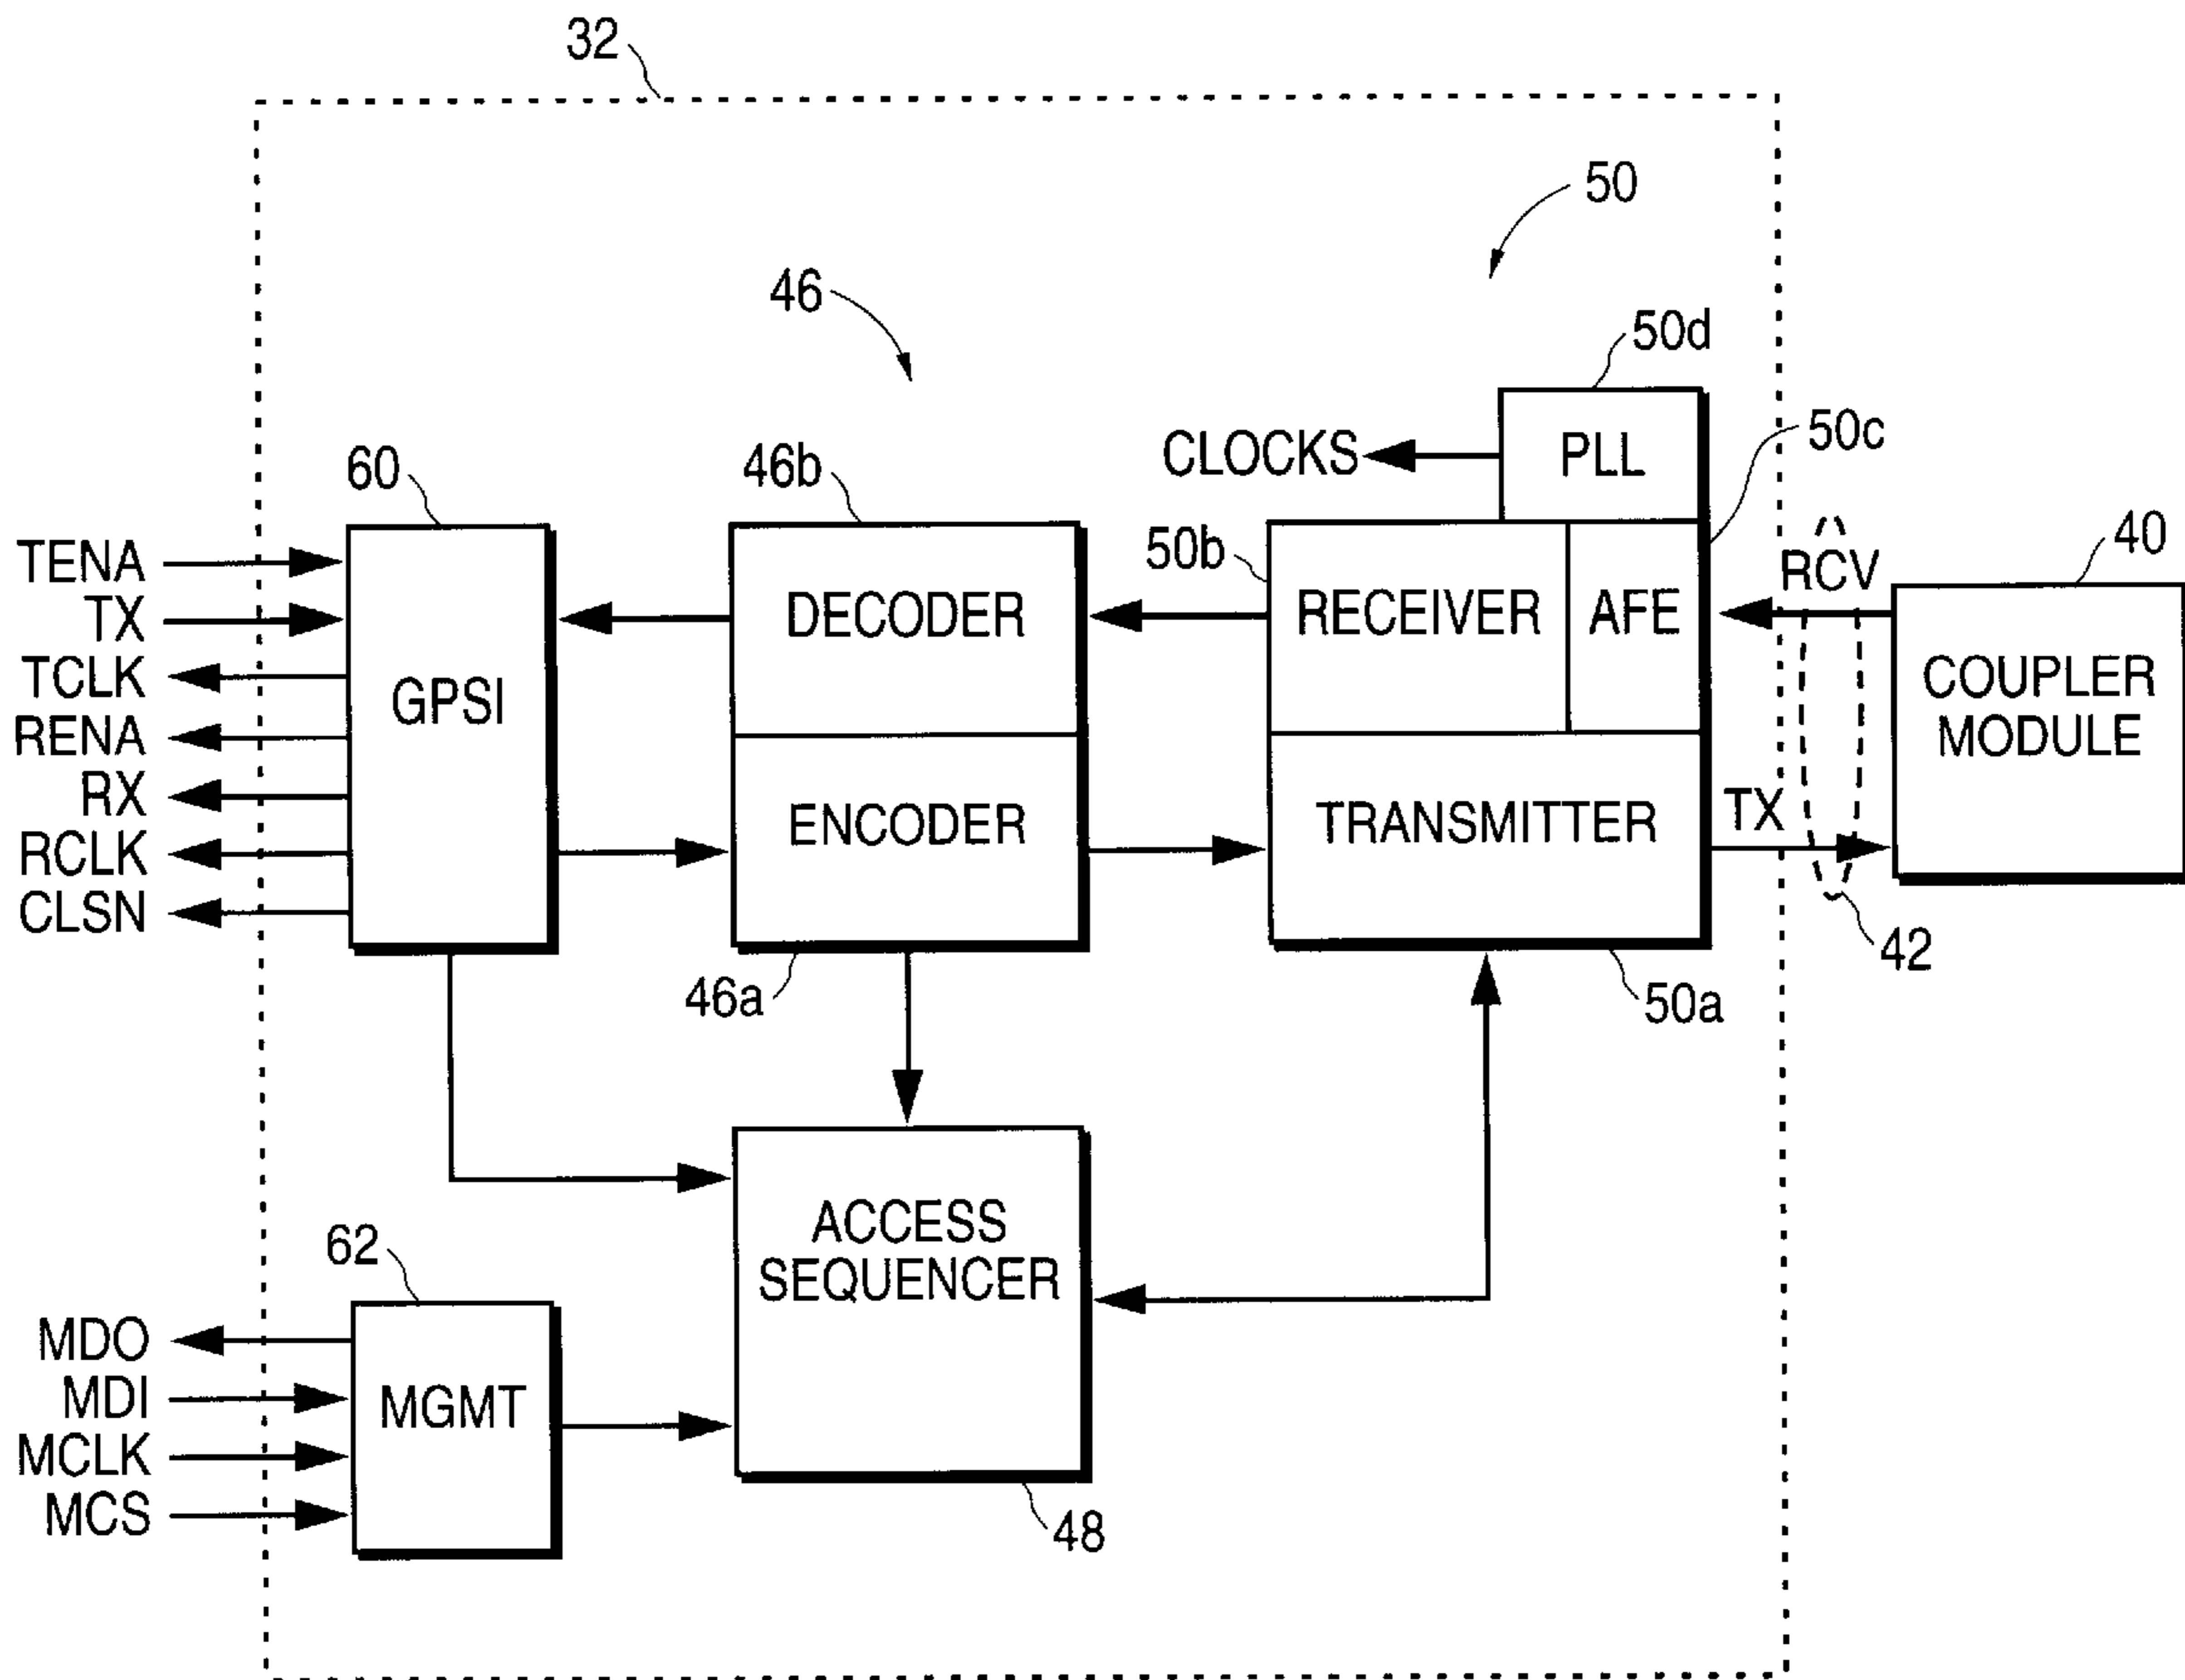 32
50
46
50d
CLOCKS
PLL
50c
60
46b
50b
RCV
40
TENA
TX
TCLK
RENA
RX
RCLK
CLSN
GPSI
DECODER
ENCODER
RECEIVER
AFE
TRANSMITTER
TX
COUPLER
MODULE
42
46a
50a
ACCESS
SEQUENCER
62
MDO
MDI
MCLK
MCS
MGMT
48